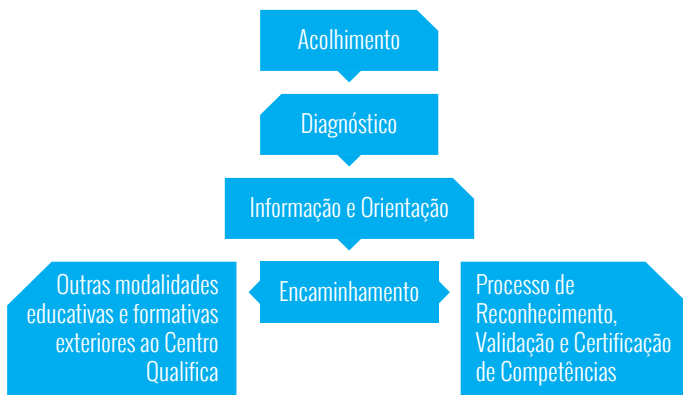 Acolhimento
Diagnóstico
Informação e Orientação
Encaminhamento
Outras modalidades
educativas e formativas
exteriores ao Centro
Qualifica
Processo de
Reconhecimento,
Validação e Certificação
de Competências